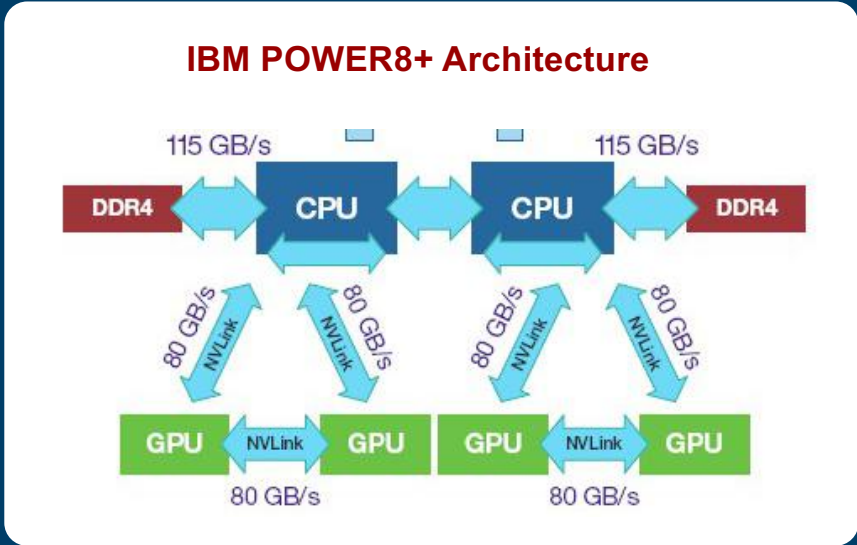 IBM POWER8+ Architecture
115 GB/s
115 GB/s
DDR4
CPU
CPU
DDR4
80 GB/s
NVLink
80 GB/s
NVLink
80 GB/s
NVLink
80 GB/s
NVLink
GPU
NVLink
GPU
GPU
NVLink
GPU
80 GB/s
80 GB/s